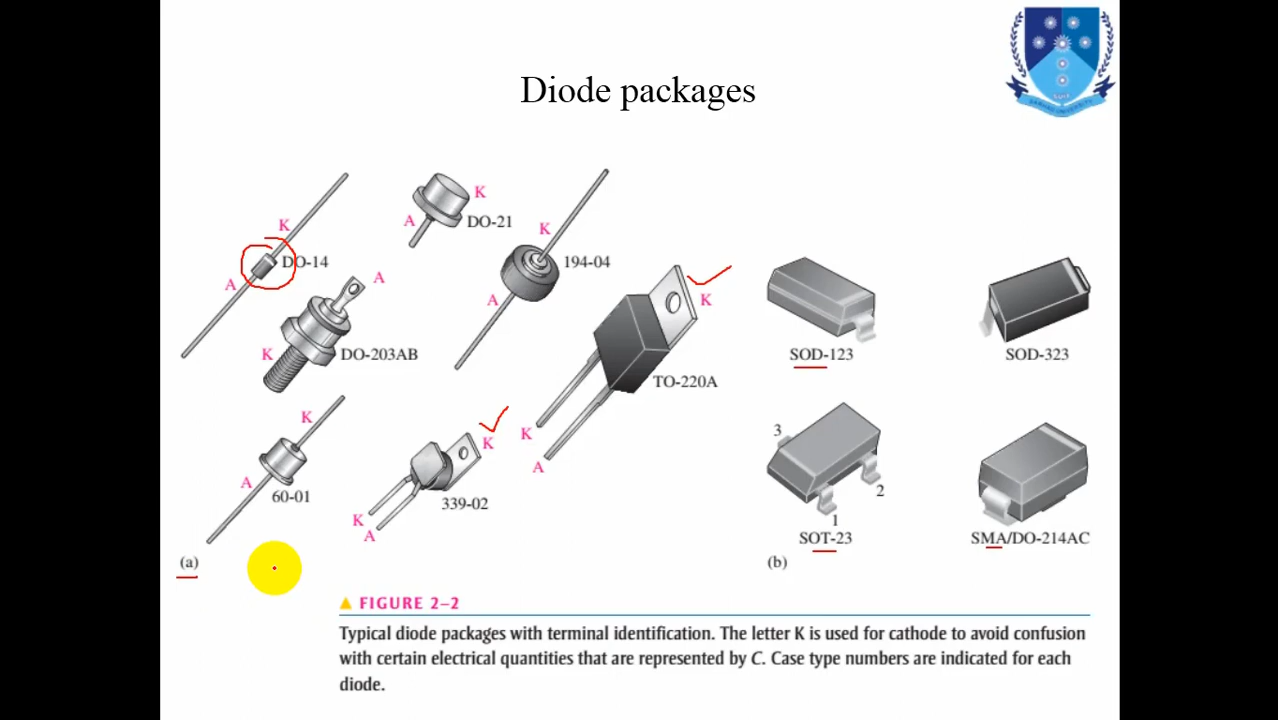 Diode packages
K
A
DO-14
K
A
DO-21
K
A
194-04
A
K
DO-203AB
K
K
A
TO-220A
K
A
60-01
K
K
A
339-02
(a)
SOD-123
SOD-323
3
2
1
SOT-23
SMA/DO-214AC
(b)
FIGURE 2–2
Typical diode packages with terminal identification. The letter K is used for cathode to avoid confusion
with certain electrical quantities that are represented by C. Case type numbers are indicated for each
diode.